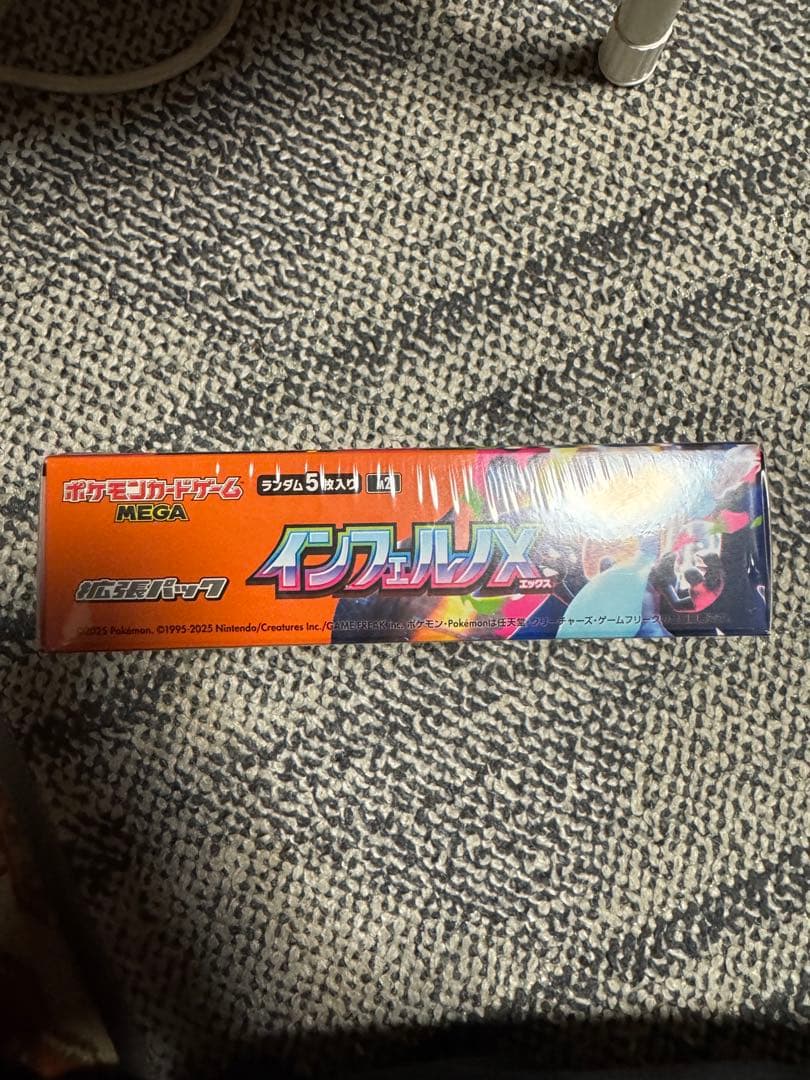 ポケモンカードゲーム
MEGA
ランダム5枚入り
拡張パック
インフェルノX
エックス
©2025 Pokémon. ©1995-2025 Nintendo/Creatures Inc./GAME FREAK inc. ポケモン・Pokémonは任天堂・クリーチャーズ・ゲームフリークの